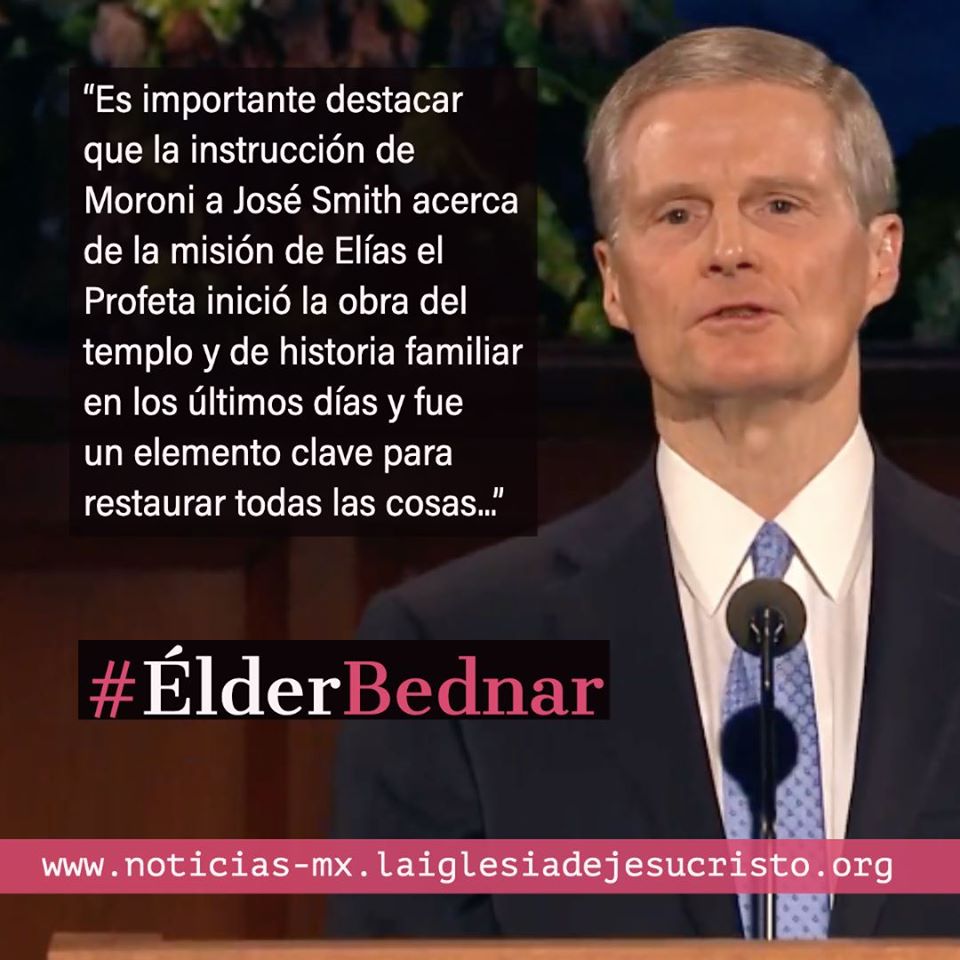 “Es importante destacar
que la instrucción de
Moroni a José Smith acerca
de la misión de Elías el
Profeta inició la obra del
templo y de historia familiar
en los últimos días y fue
un elemento clave para
restaurar todas las cosas...”
#ÉlderBednar
www.noticias-mx.laiglesiadejesucristo.org